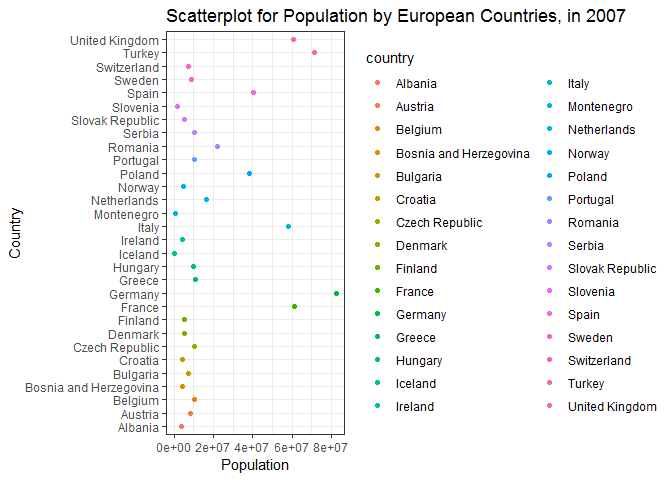 Scatterplot for Population by European Countries, in 2007
Country
United Kingdom
Turkey
Switzerland
Sweden
Spain
Slovenia
Slovak Republic
Serbia
Romania
Portugal
Poland
Norway
Netherlands
Montenegro
Italy
Ireland
Iceland
Hungary
Greece
Germany
France
Finland
Denmark
Czech Republic
Croatia
Bulgaria
Bosnia and Herzegovina
Belgium
Austria
Albania
0e+00 2e+07 4e+07 6e+07 8e+07
Population
country
Albania
Austria
Belgium
Bosnia and Herzegovina
Bulgaria
Croatia
Czech Republic
Denmark
Finland
France
Germany
Greece
Hungary
Iceland
Ireland
Italy
Montenegro
Netherlands
Norway
Poland
Portugal
Romania
Serbia
Slovak Republic
Slovenia
Spain
Sweden
Switzerland
Turkey
United Kingdom